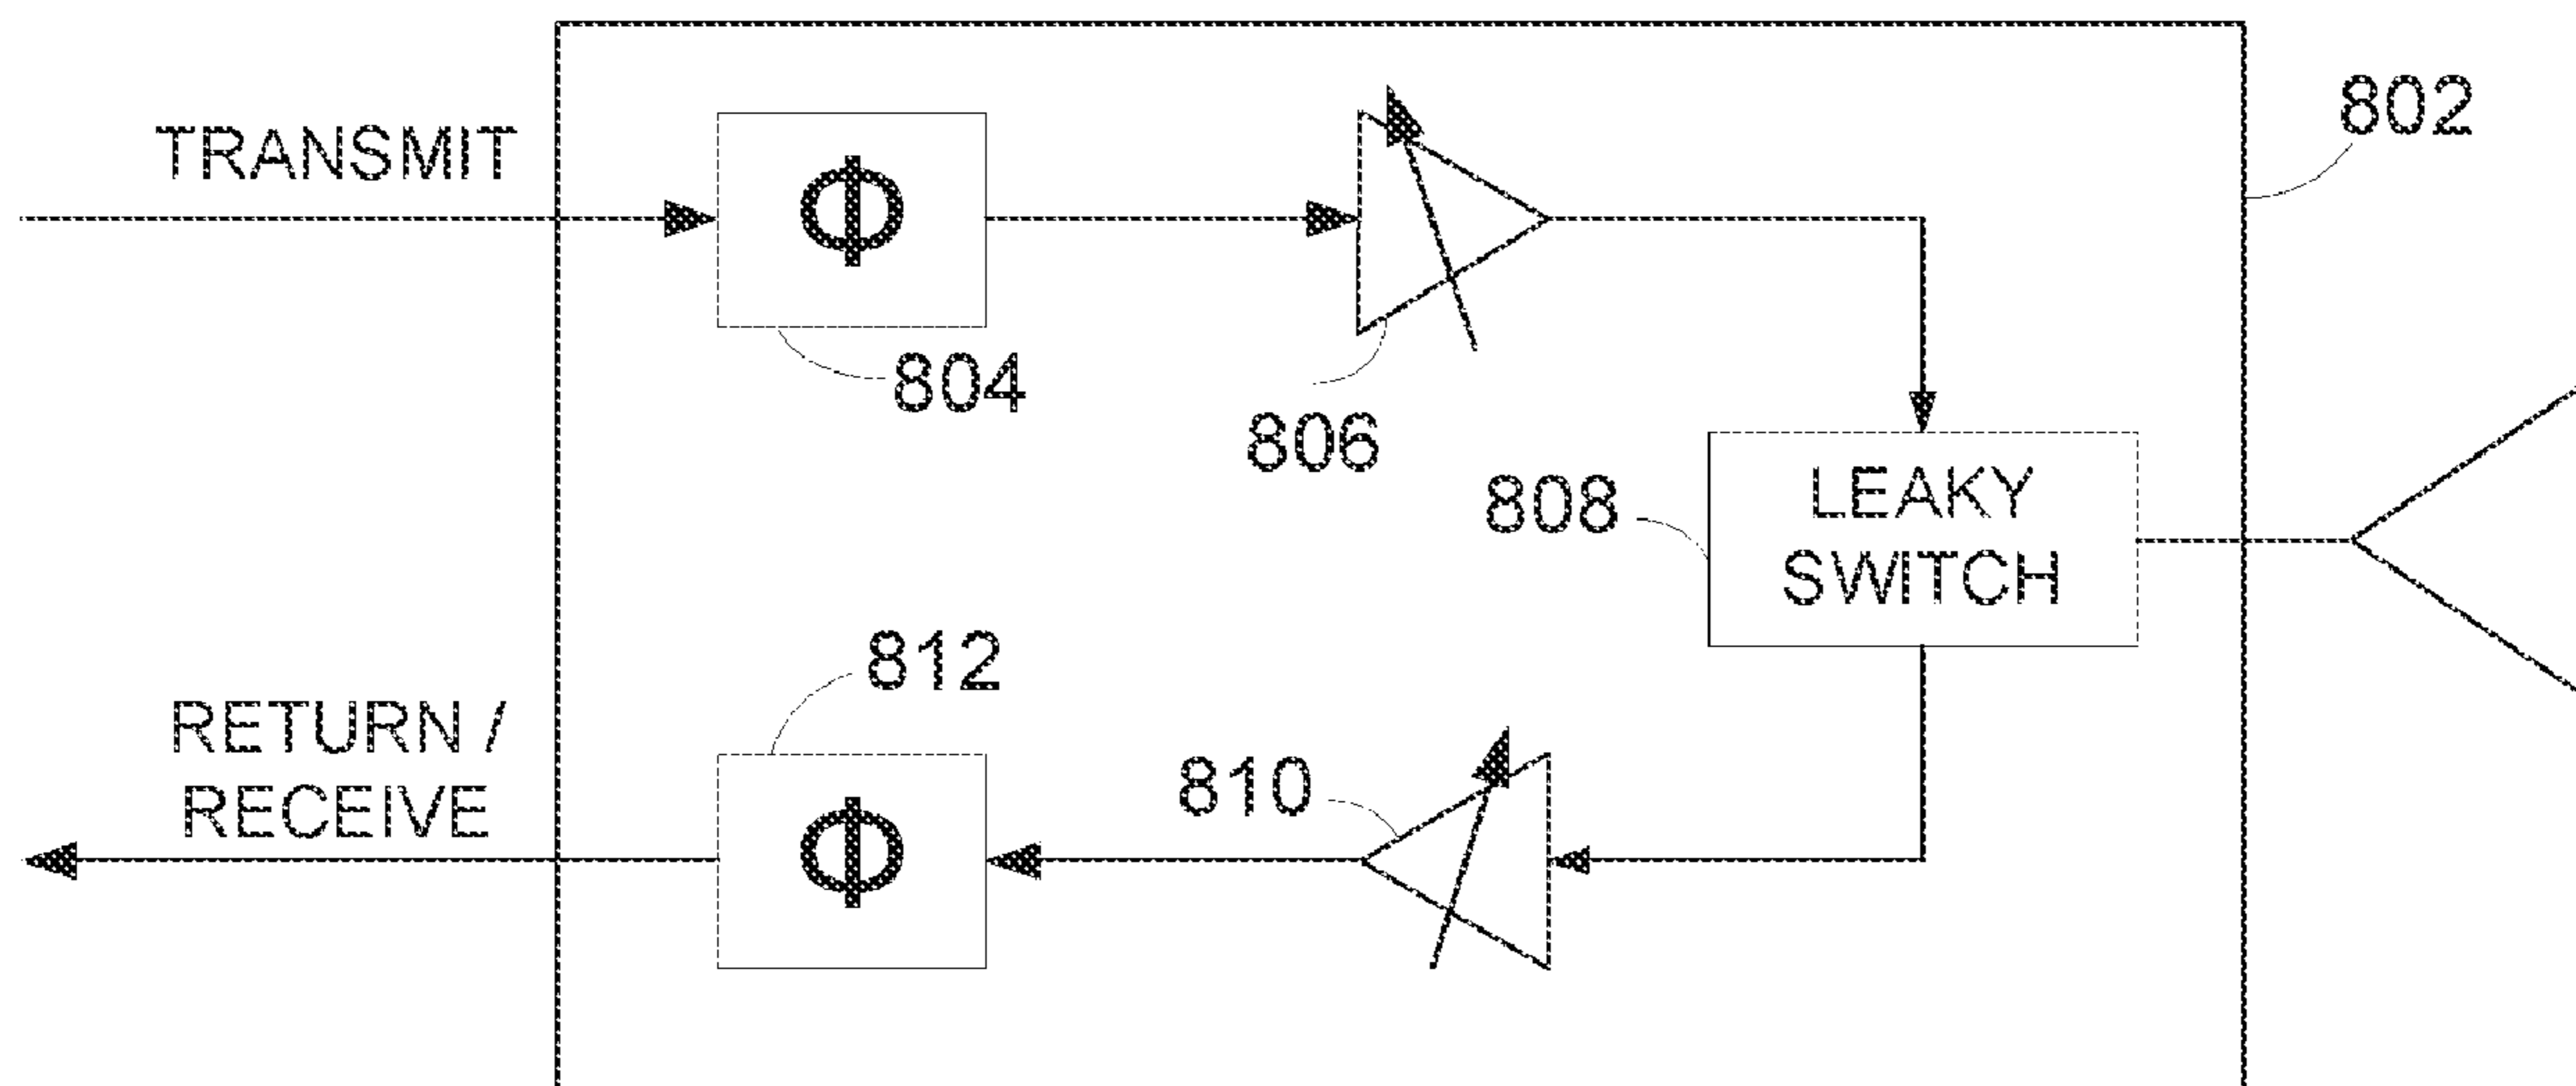 TRANSMIT
Φ
802
804
806
808
LEAKY
SWITCH
812
RETURN /
RECEIVE
810
Φ